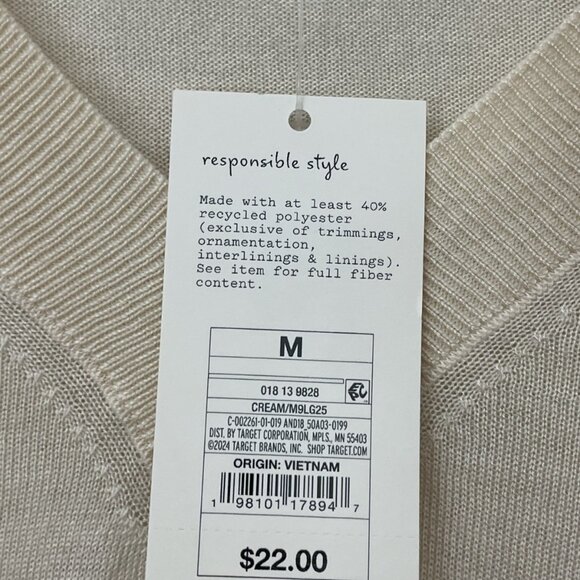 responsible style
Made with at least 40%
recycled polyester
(exclusive of trimmings,
ornamentation,
interlinings & linings).
See item for full fiber
content.
M
018 13 9828
CREAM/M9LG25
C-002261-01-019 AND18_50A03-0199
DIST. BY TARGET CORPORATION, MPLS., MN 55403
©2024 TARGET BRANDS, INC. SHOP TARGET.COM
ORIGIN: VIETNAM
1 98101 17894 7
$22.00